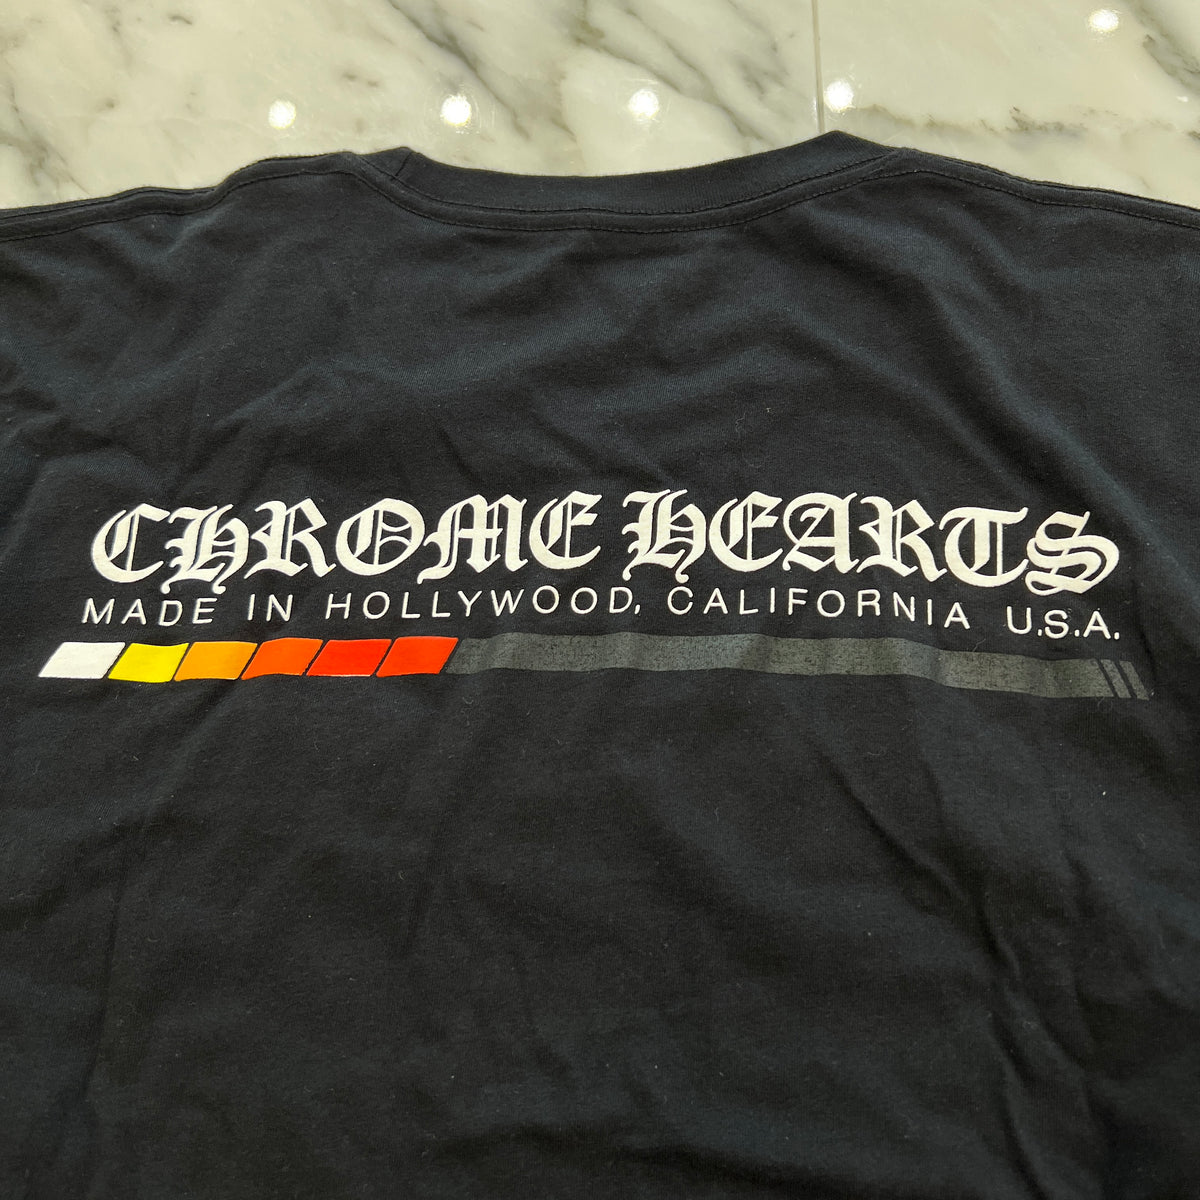 CHROME HEARTS
MADE IN HOLLYWOOD, CALIFORNIA U.S.A.